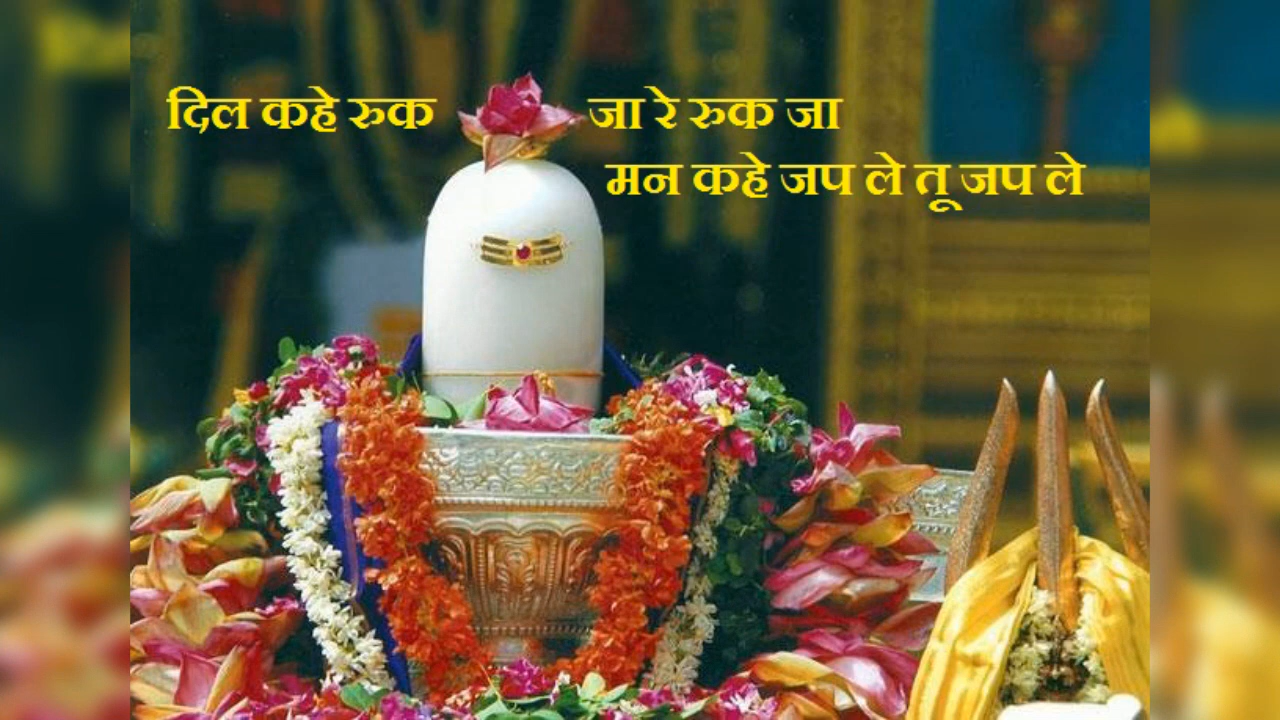 दिल कहे रुक जा रे रुक जा
मन कहे जप ले तू जप ले